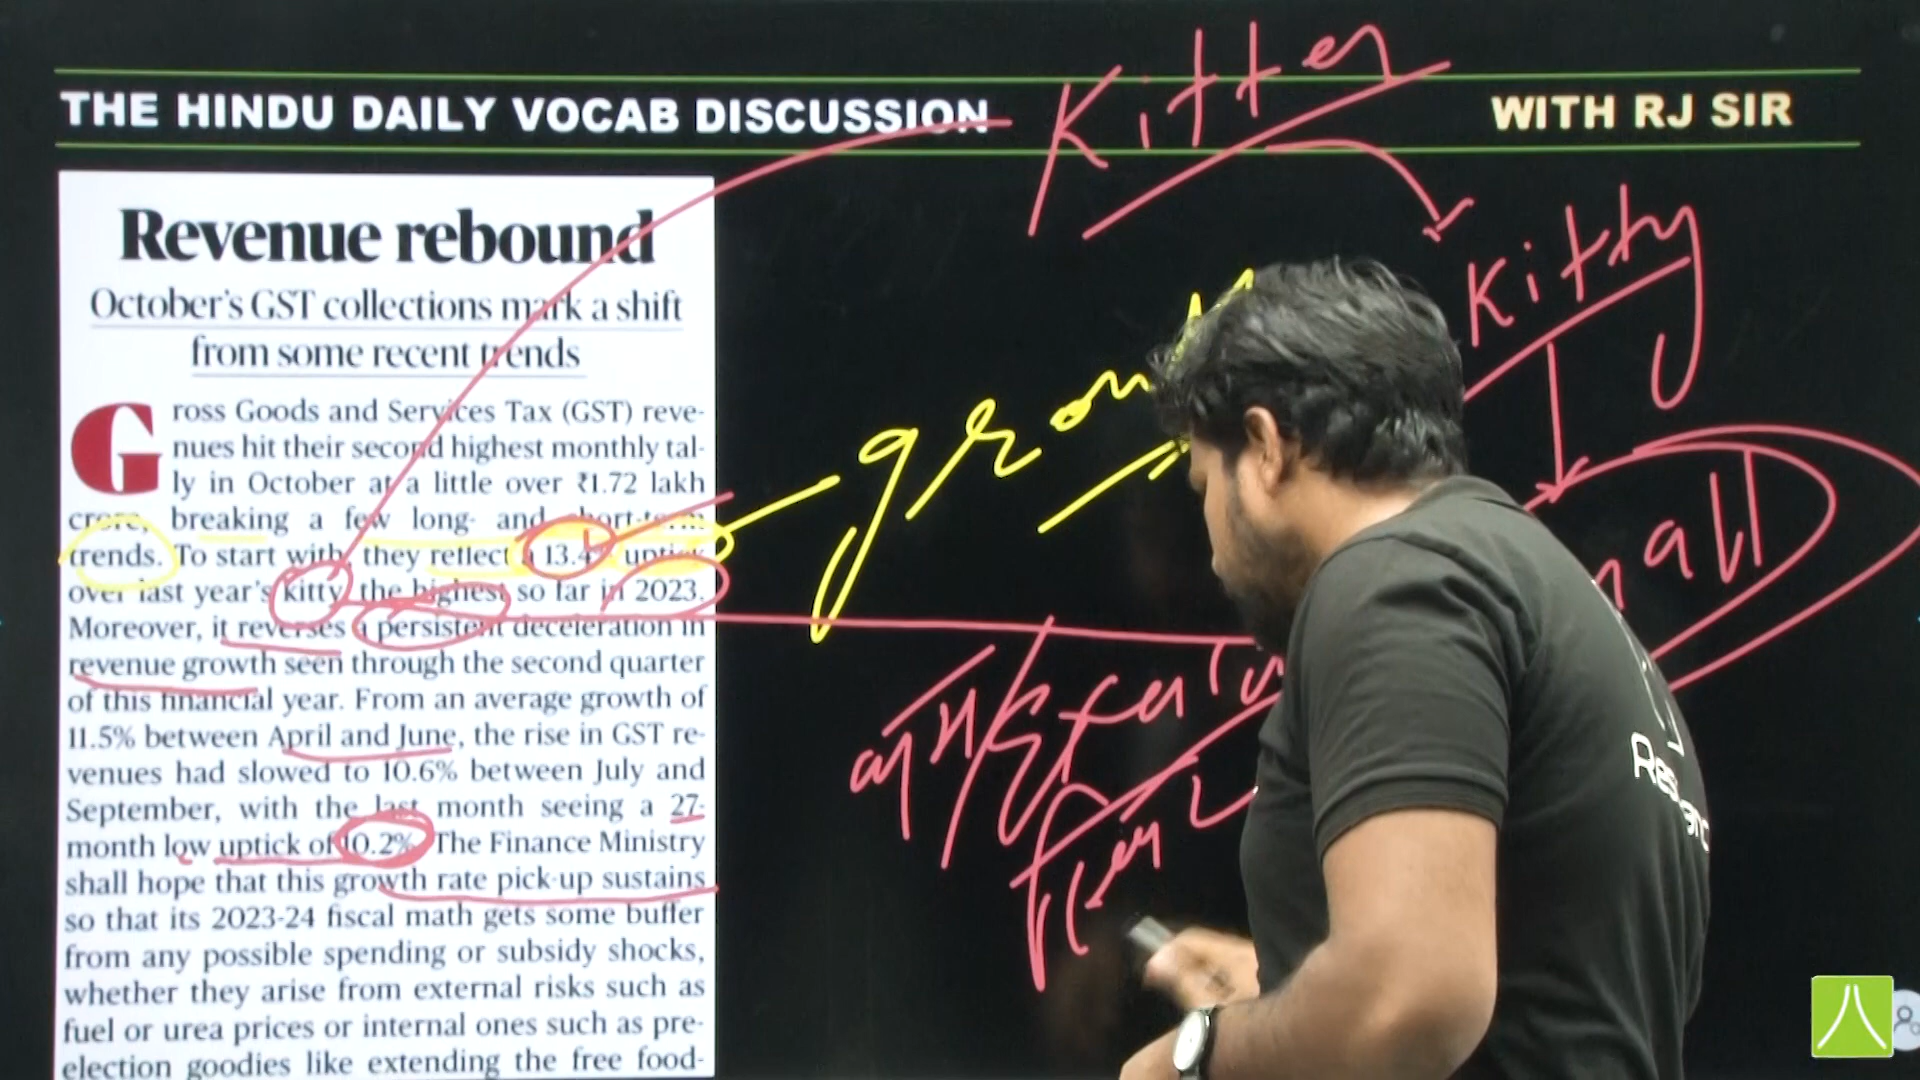 THE HINDU DAILY VOCAB DISCUSSION
WITH RJ SIR
Kitten
Kitty
Revenue rebound
October's GST collections mark a shift
from some recent trends
Gross Goods and Services Tax (GST) reve-
nues hit their second highest monthly tal-
ly in October at a little over ₹1.72 lakh
crore, breaking a few long- and short-term
trends. To start with, they reflect a 13.4% uptick
over last year's kitty, the highest so far in 2023.
Moreover, it reverses a persistent deceleration in
revenue growth seen through the second quarter
of this financial year. From an average growth of
11.5% between April and June, the rise in GST re-
venues had slowed to 10.6% between July and
September, with the last month seeing a 27-
month low uptick of 10.2%. The Finance Ministry
shall hope that this growth rate pick-up sustains
so that its 2023-24 fiscal math gets some buffer
from any possible spending or subsidy shocks,
whether they arise from external risks such as
fuel or urea prices or internal ones such as pre-
election goodies like extending the free food-